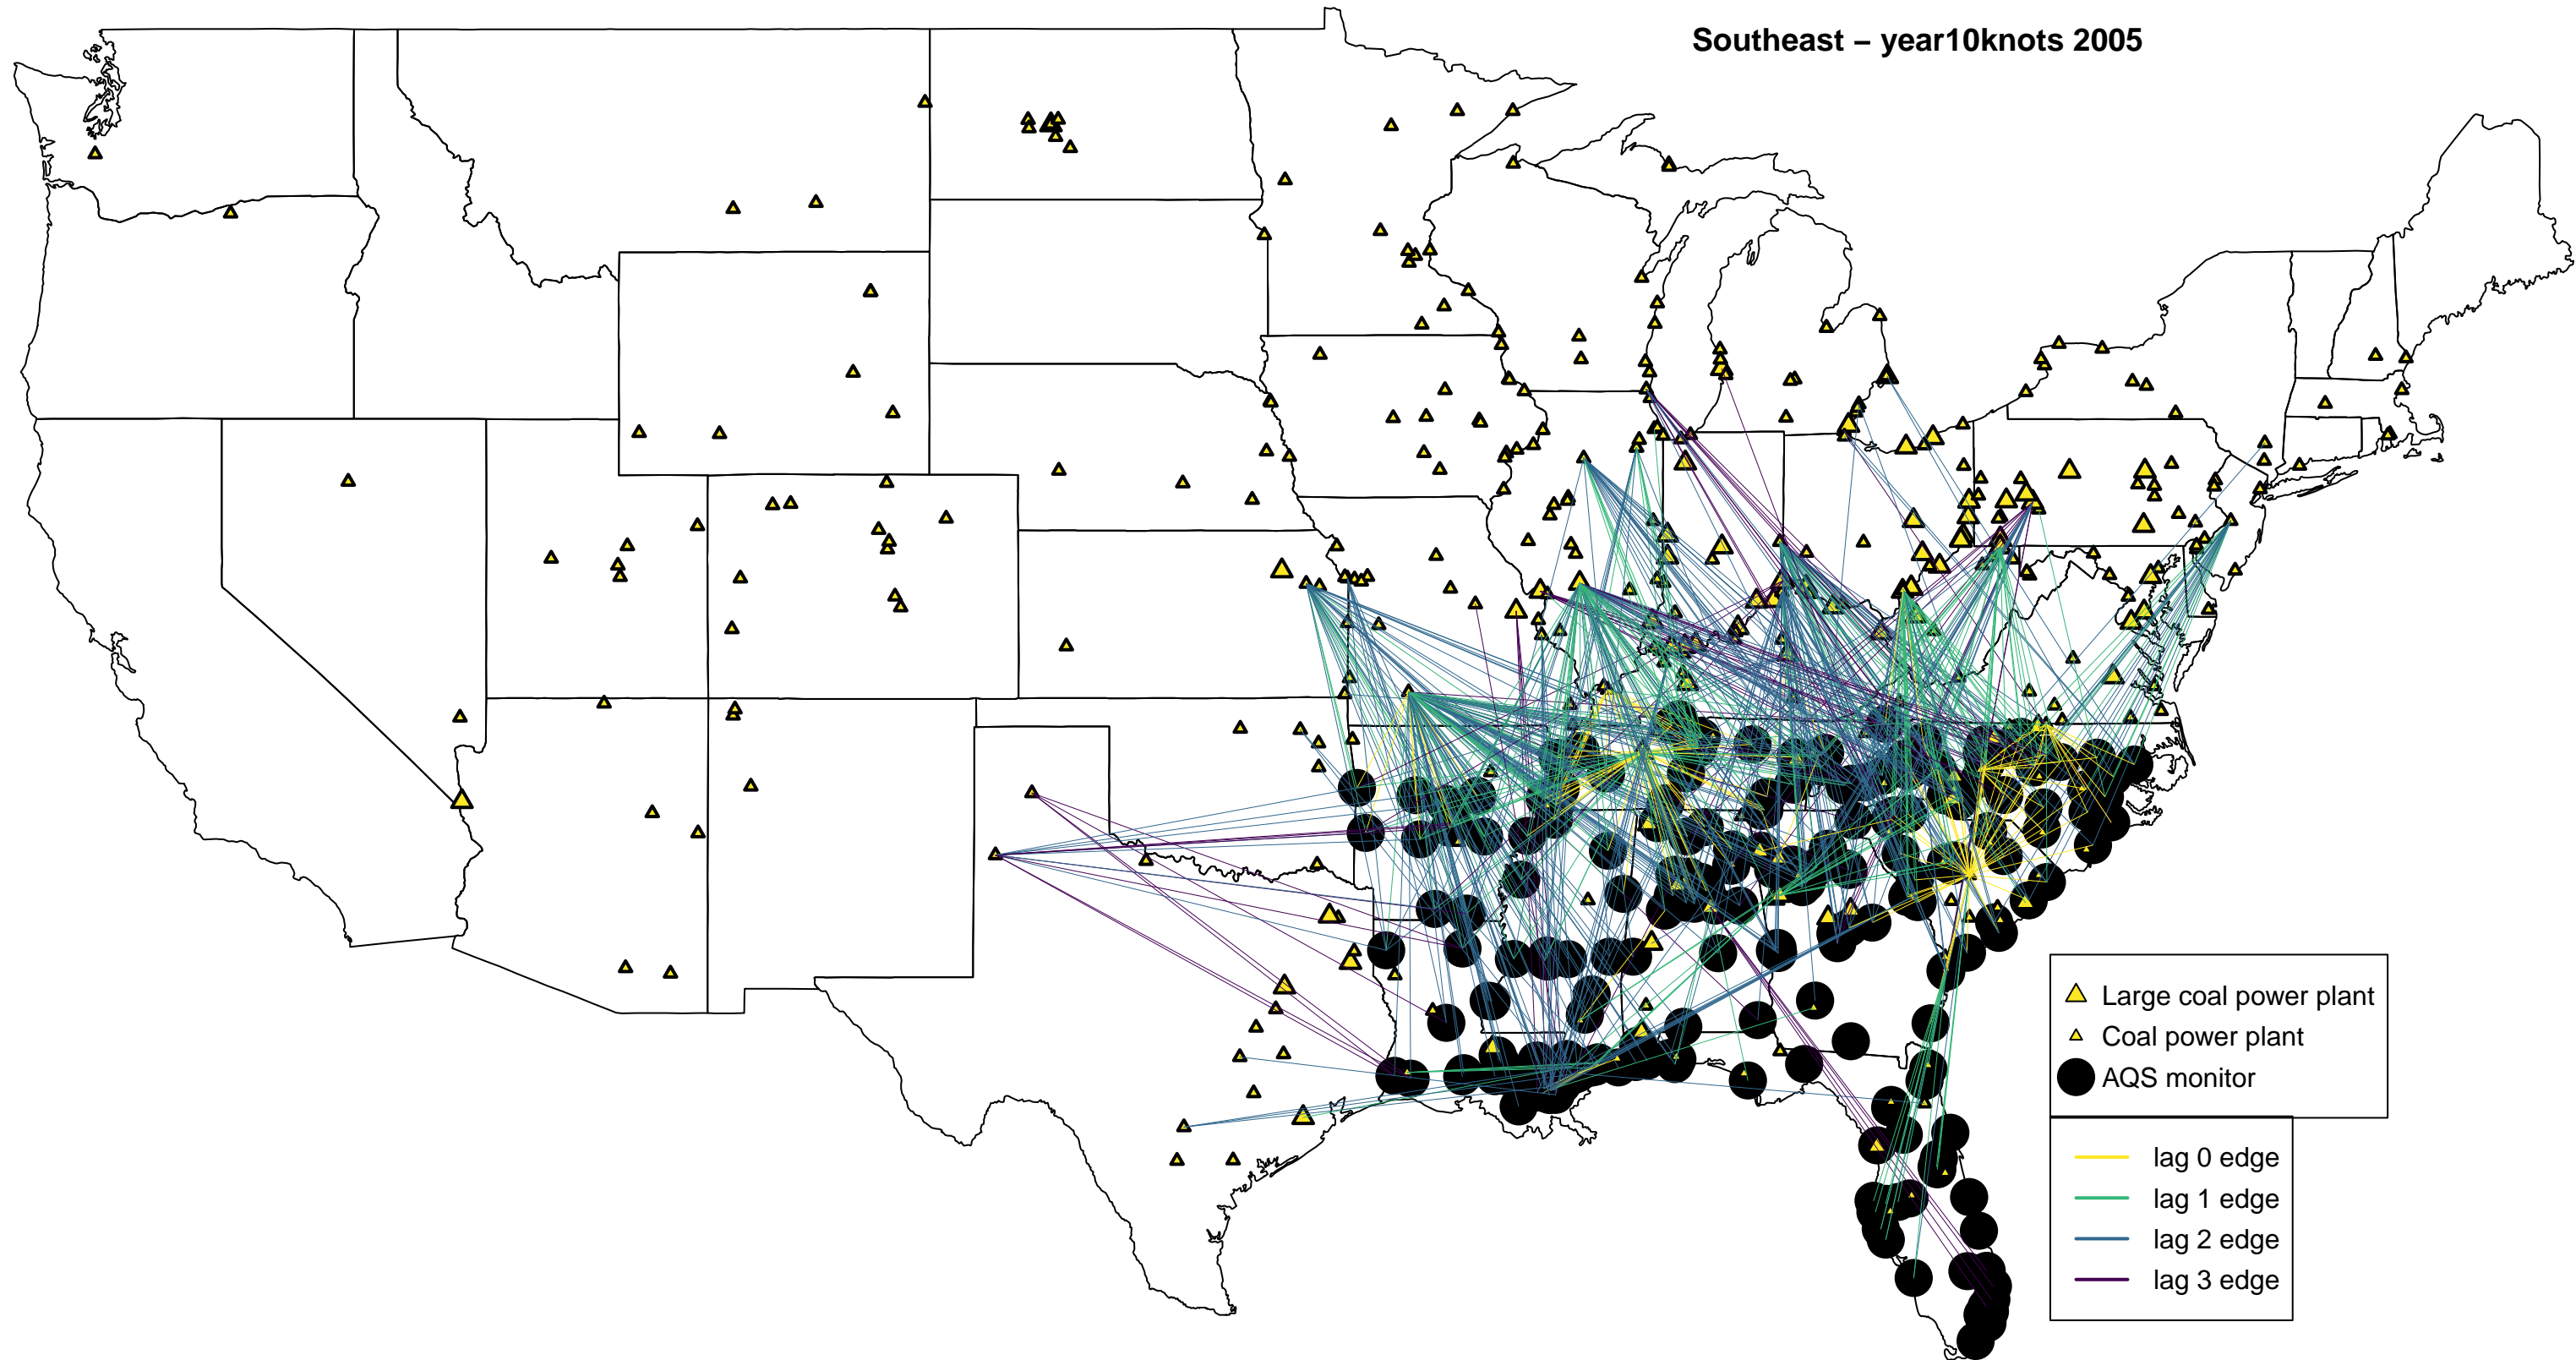 Southeast – year10knots 2005
Large coal power plant
Coal power plant
AQS monitor
lag 0 edge
lag 1 edge
lag 2 edge
lag 3 edge